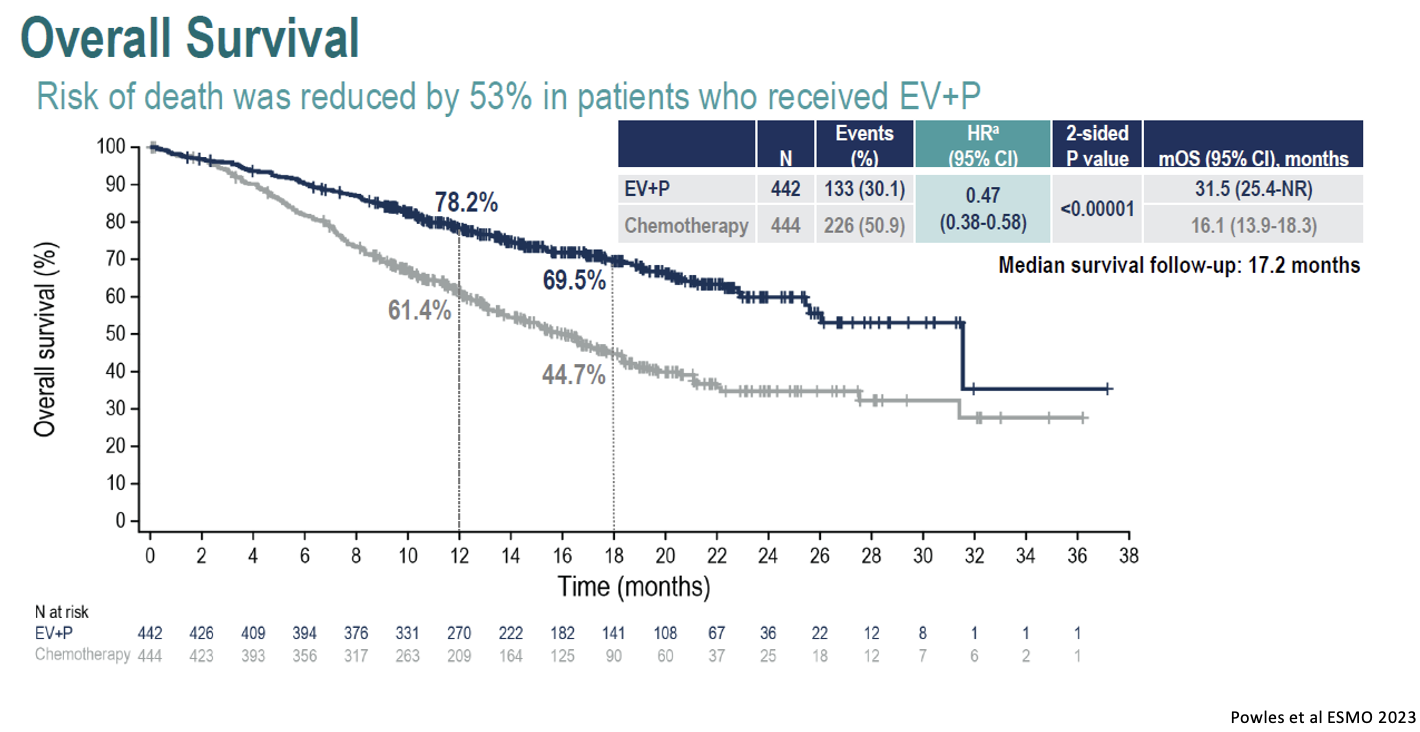 Overall Survival
Risk of death was reduced by 53% in patients who received EV+P
N Events (%) HRᵃ (95% CI) 2-sided P value mOS (95% CI), months
EV+P 442 133 (30.1) 0.47 (0.38-0.58) <0.00001 31.5 (25.4-NR)
Chemotherapy 444 226 (50.9) 16.1 (13.9-18.3)
Median survival follow-up: 17.2 months
Overall survival (%)
100
90
80
70
60
50
40
30
20
10
0
78.2%
69.5%
61.4%
44.7%
0 2 4 6 8 10 12 14 16 18 20 22 24 26 28 30 32 34 36 38
Time (months)
N at risk
EV+P 442 426 409 394 376 331 270 222 182 141 108 67 36 22 12 8 1 1 1
Chemotherapy 444 423 393 356 317 263 209 164 125 90 60 37 25 18 12 7 6 2 1
Powles et al ESMO 2023